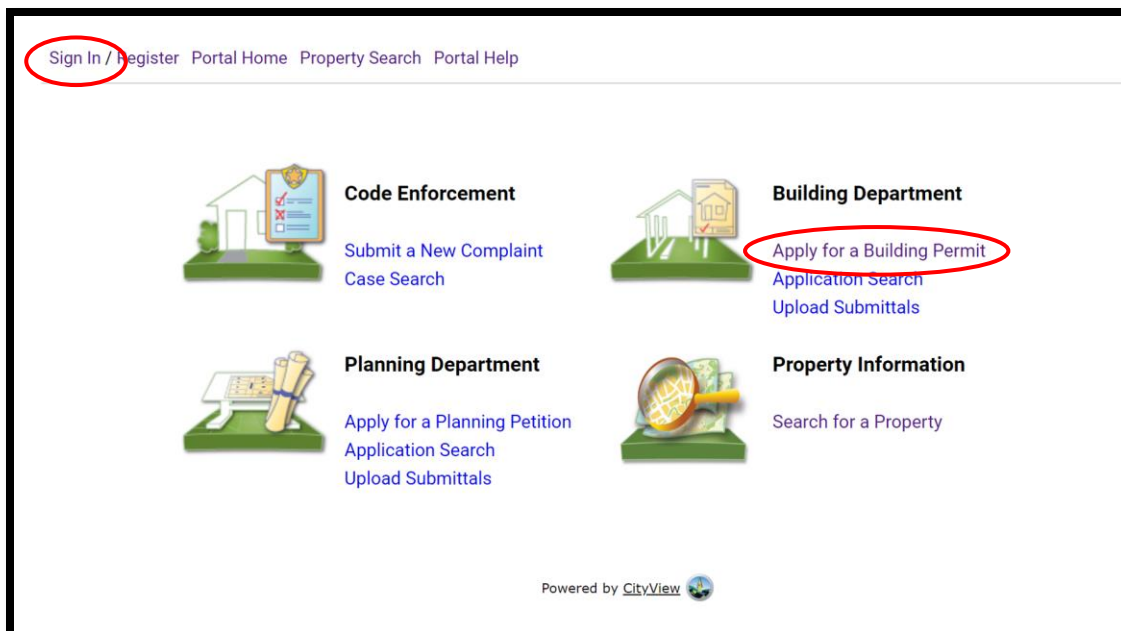 Sign In / Register Portal Home Property Search Portal Help
Code Enforcement
Submit a New Complaint
Case Search
Building Department
Apply for a Building Permit
Application Search
Upload Submittals
Planning Department
Apply for a Planning Petition
Application Search
Upload Submittals
Property Information
Search for a Property
Powered by CityView